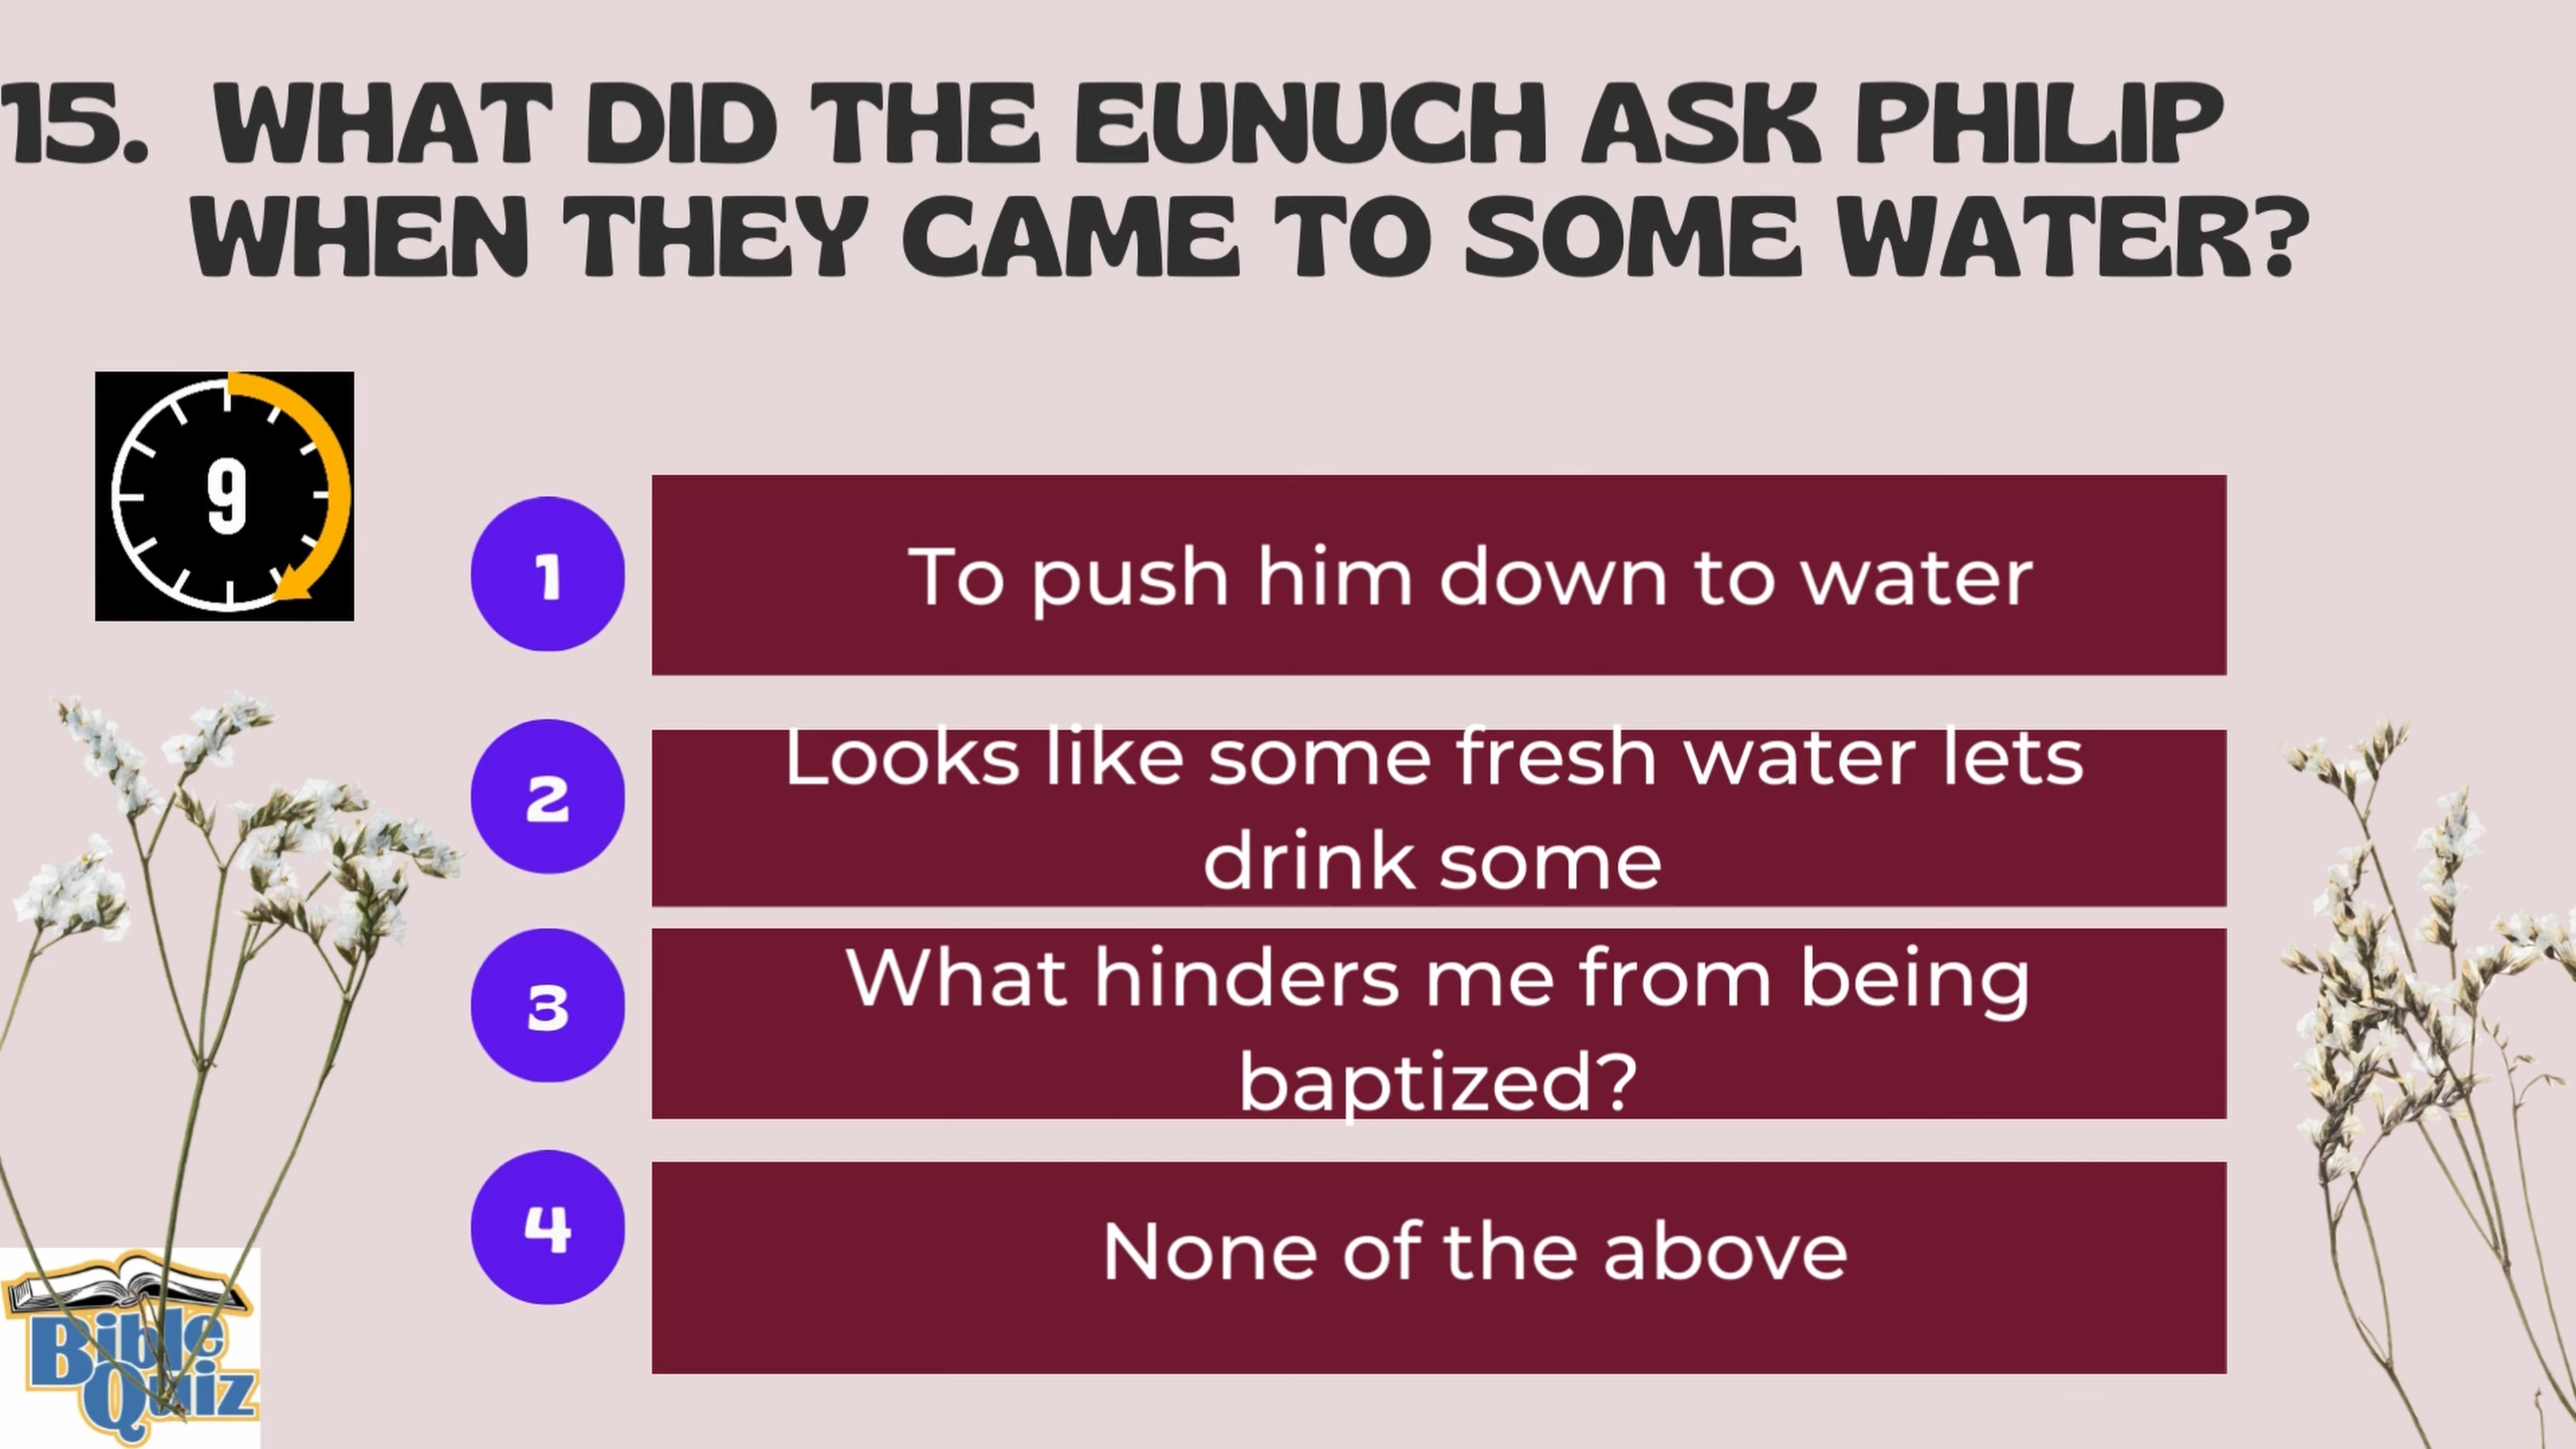 15. WHAT DID THE EUNUCH ASK PHILIP
WHEN THEY CAME TO SOME WATER?
9
1
To push him down to water
2
Looks like some fresh water lets
drink some
3
What hinders me from being
baptized?
4
None of the above
Bible
Quiz